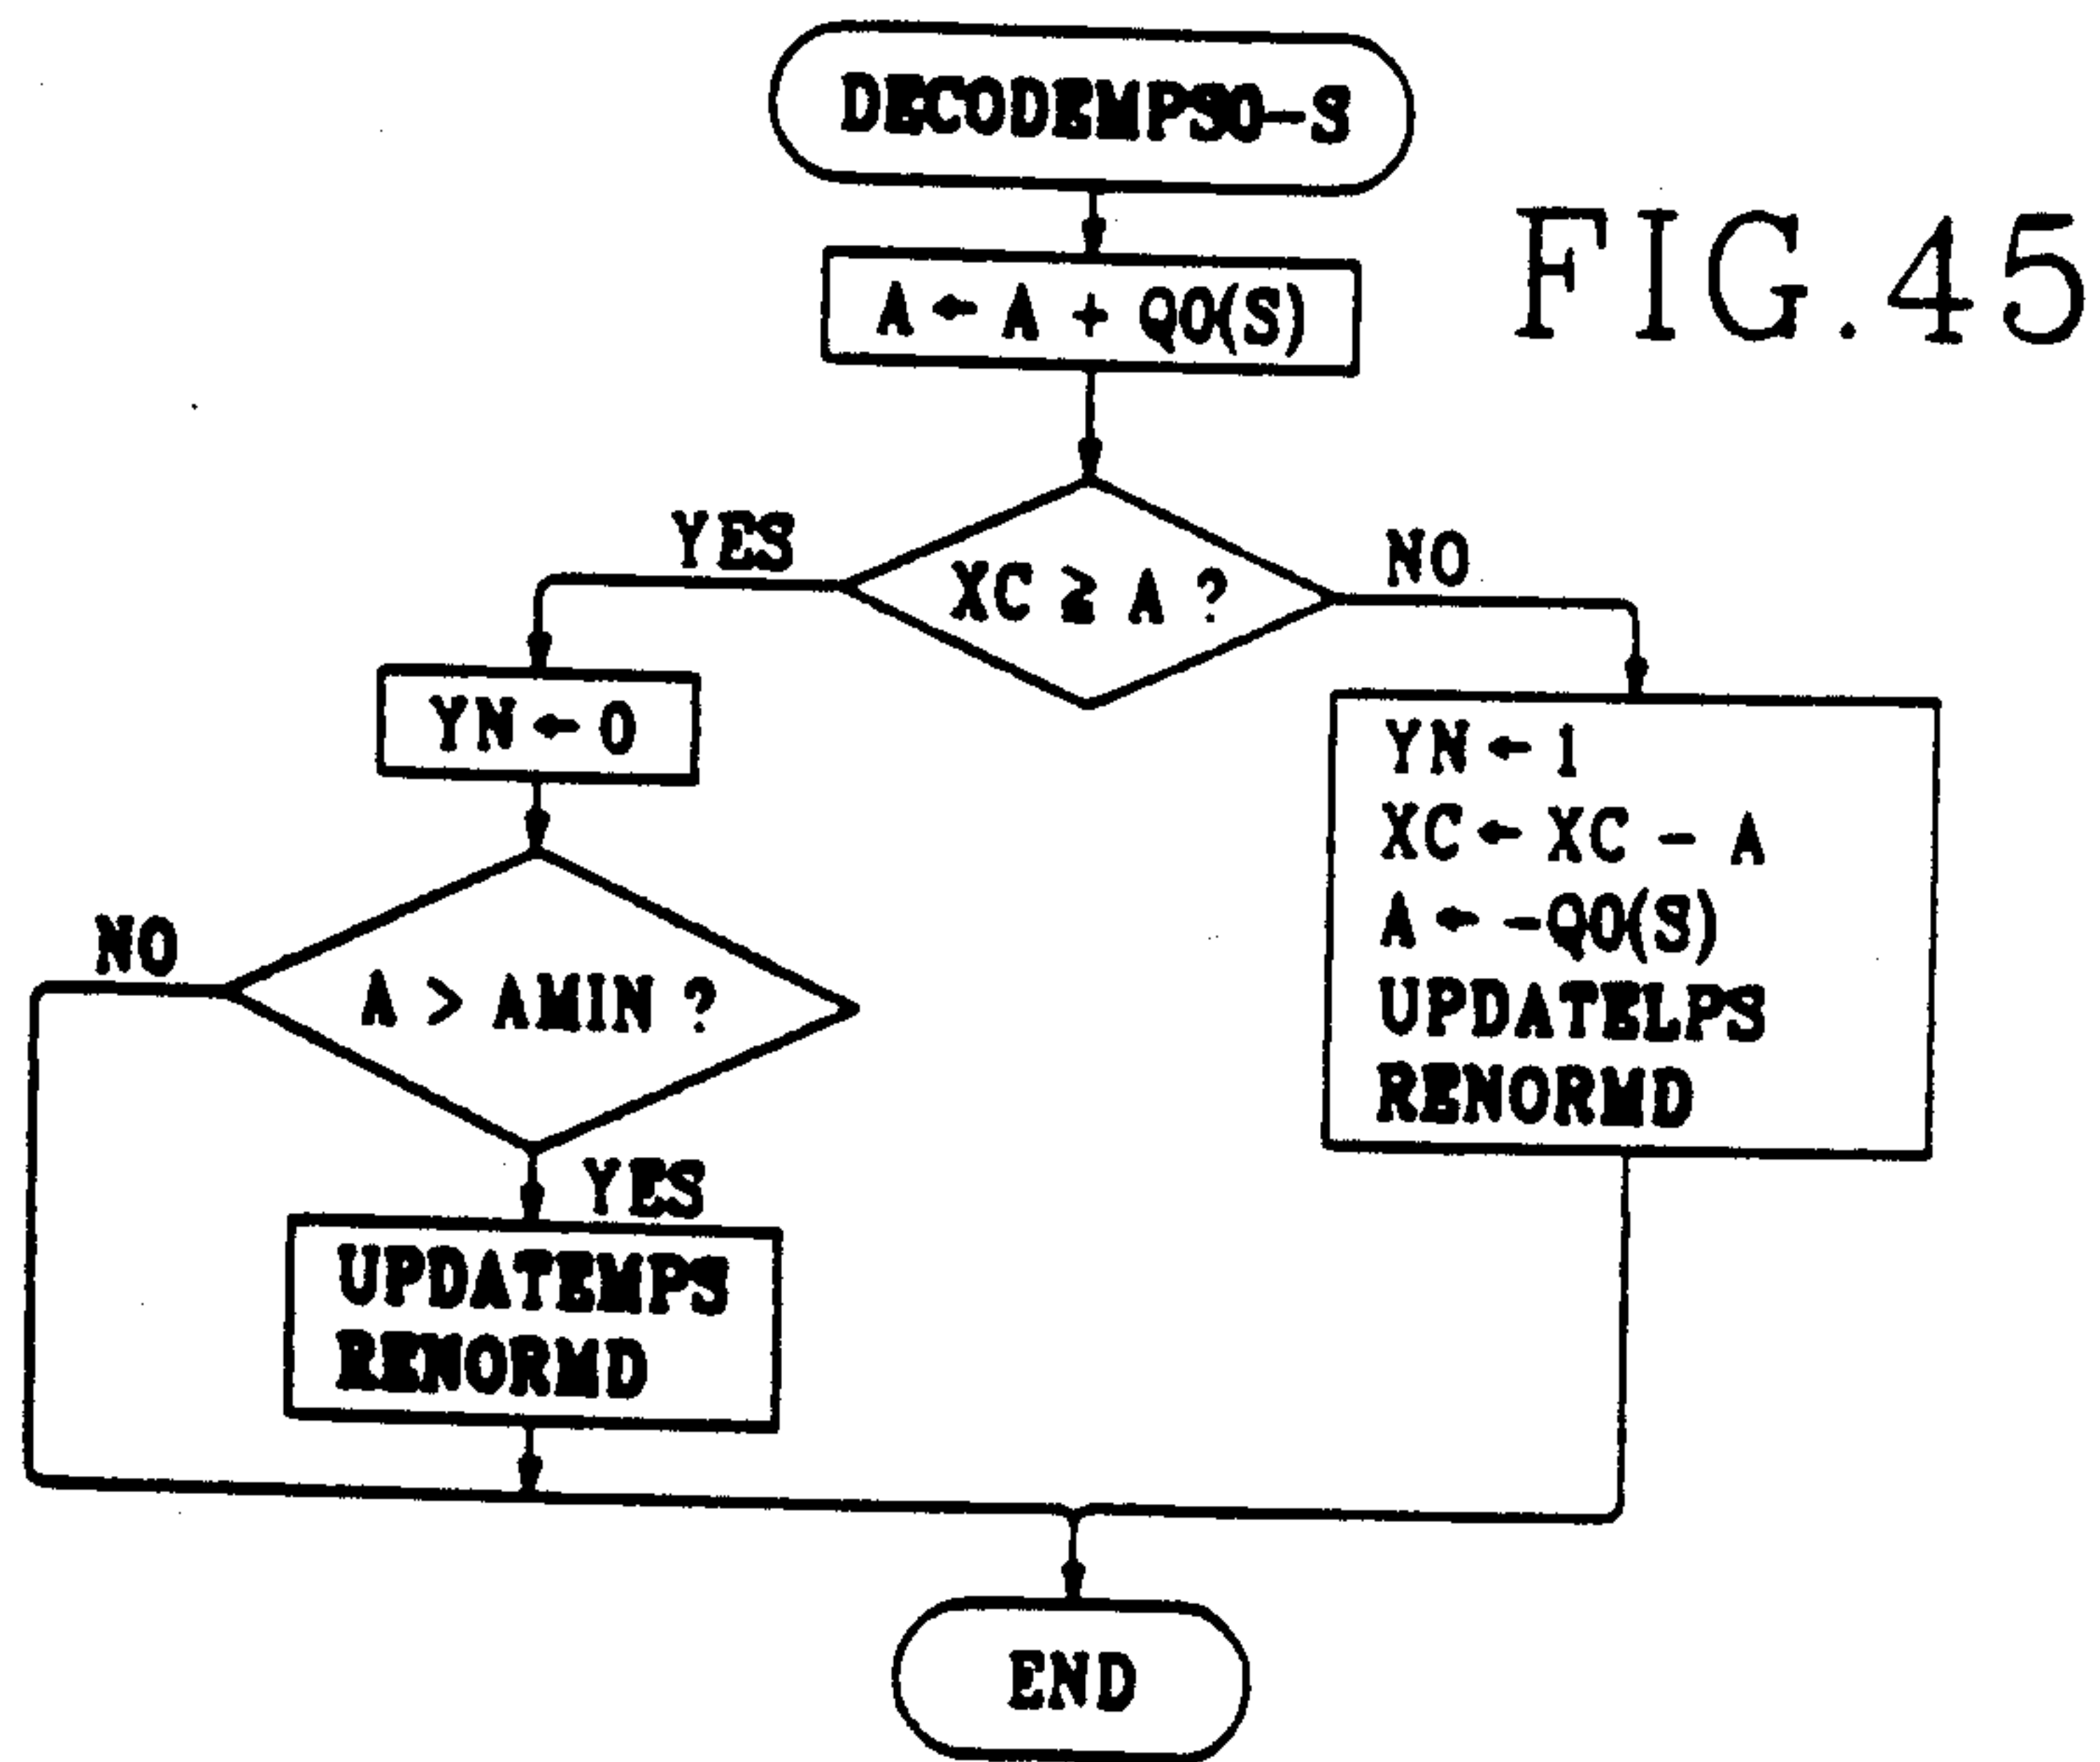 DECODEMPS0-S
FIG.45
A ← A + Q0(S)
XC ≥ A ?
YES
NO
YN ← 0
YN ← 1
XC ← XC - A
A ← -Q0(S)
UPDATELPS
RENORMD
A > AMIN ?
NO
YES
UPDATEMPS
RENORMD
END